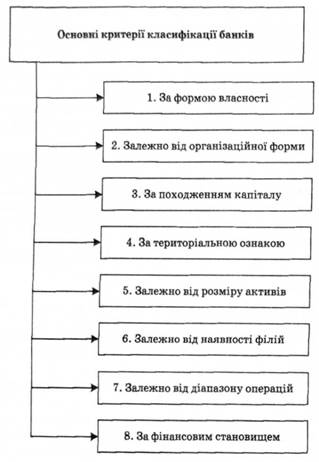 Основні критерії класифікації банків
1. За формою власності
2. Залежно від організаційної форми
3. За походженням капіталу
4. За територіальною ознакою
5. Залежно від розміру активів
6. Залежно від наявності філій
7. Залежно від діапазону операцій
8. За фінансовим становищем